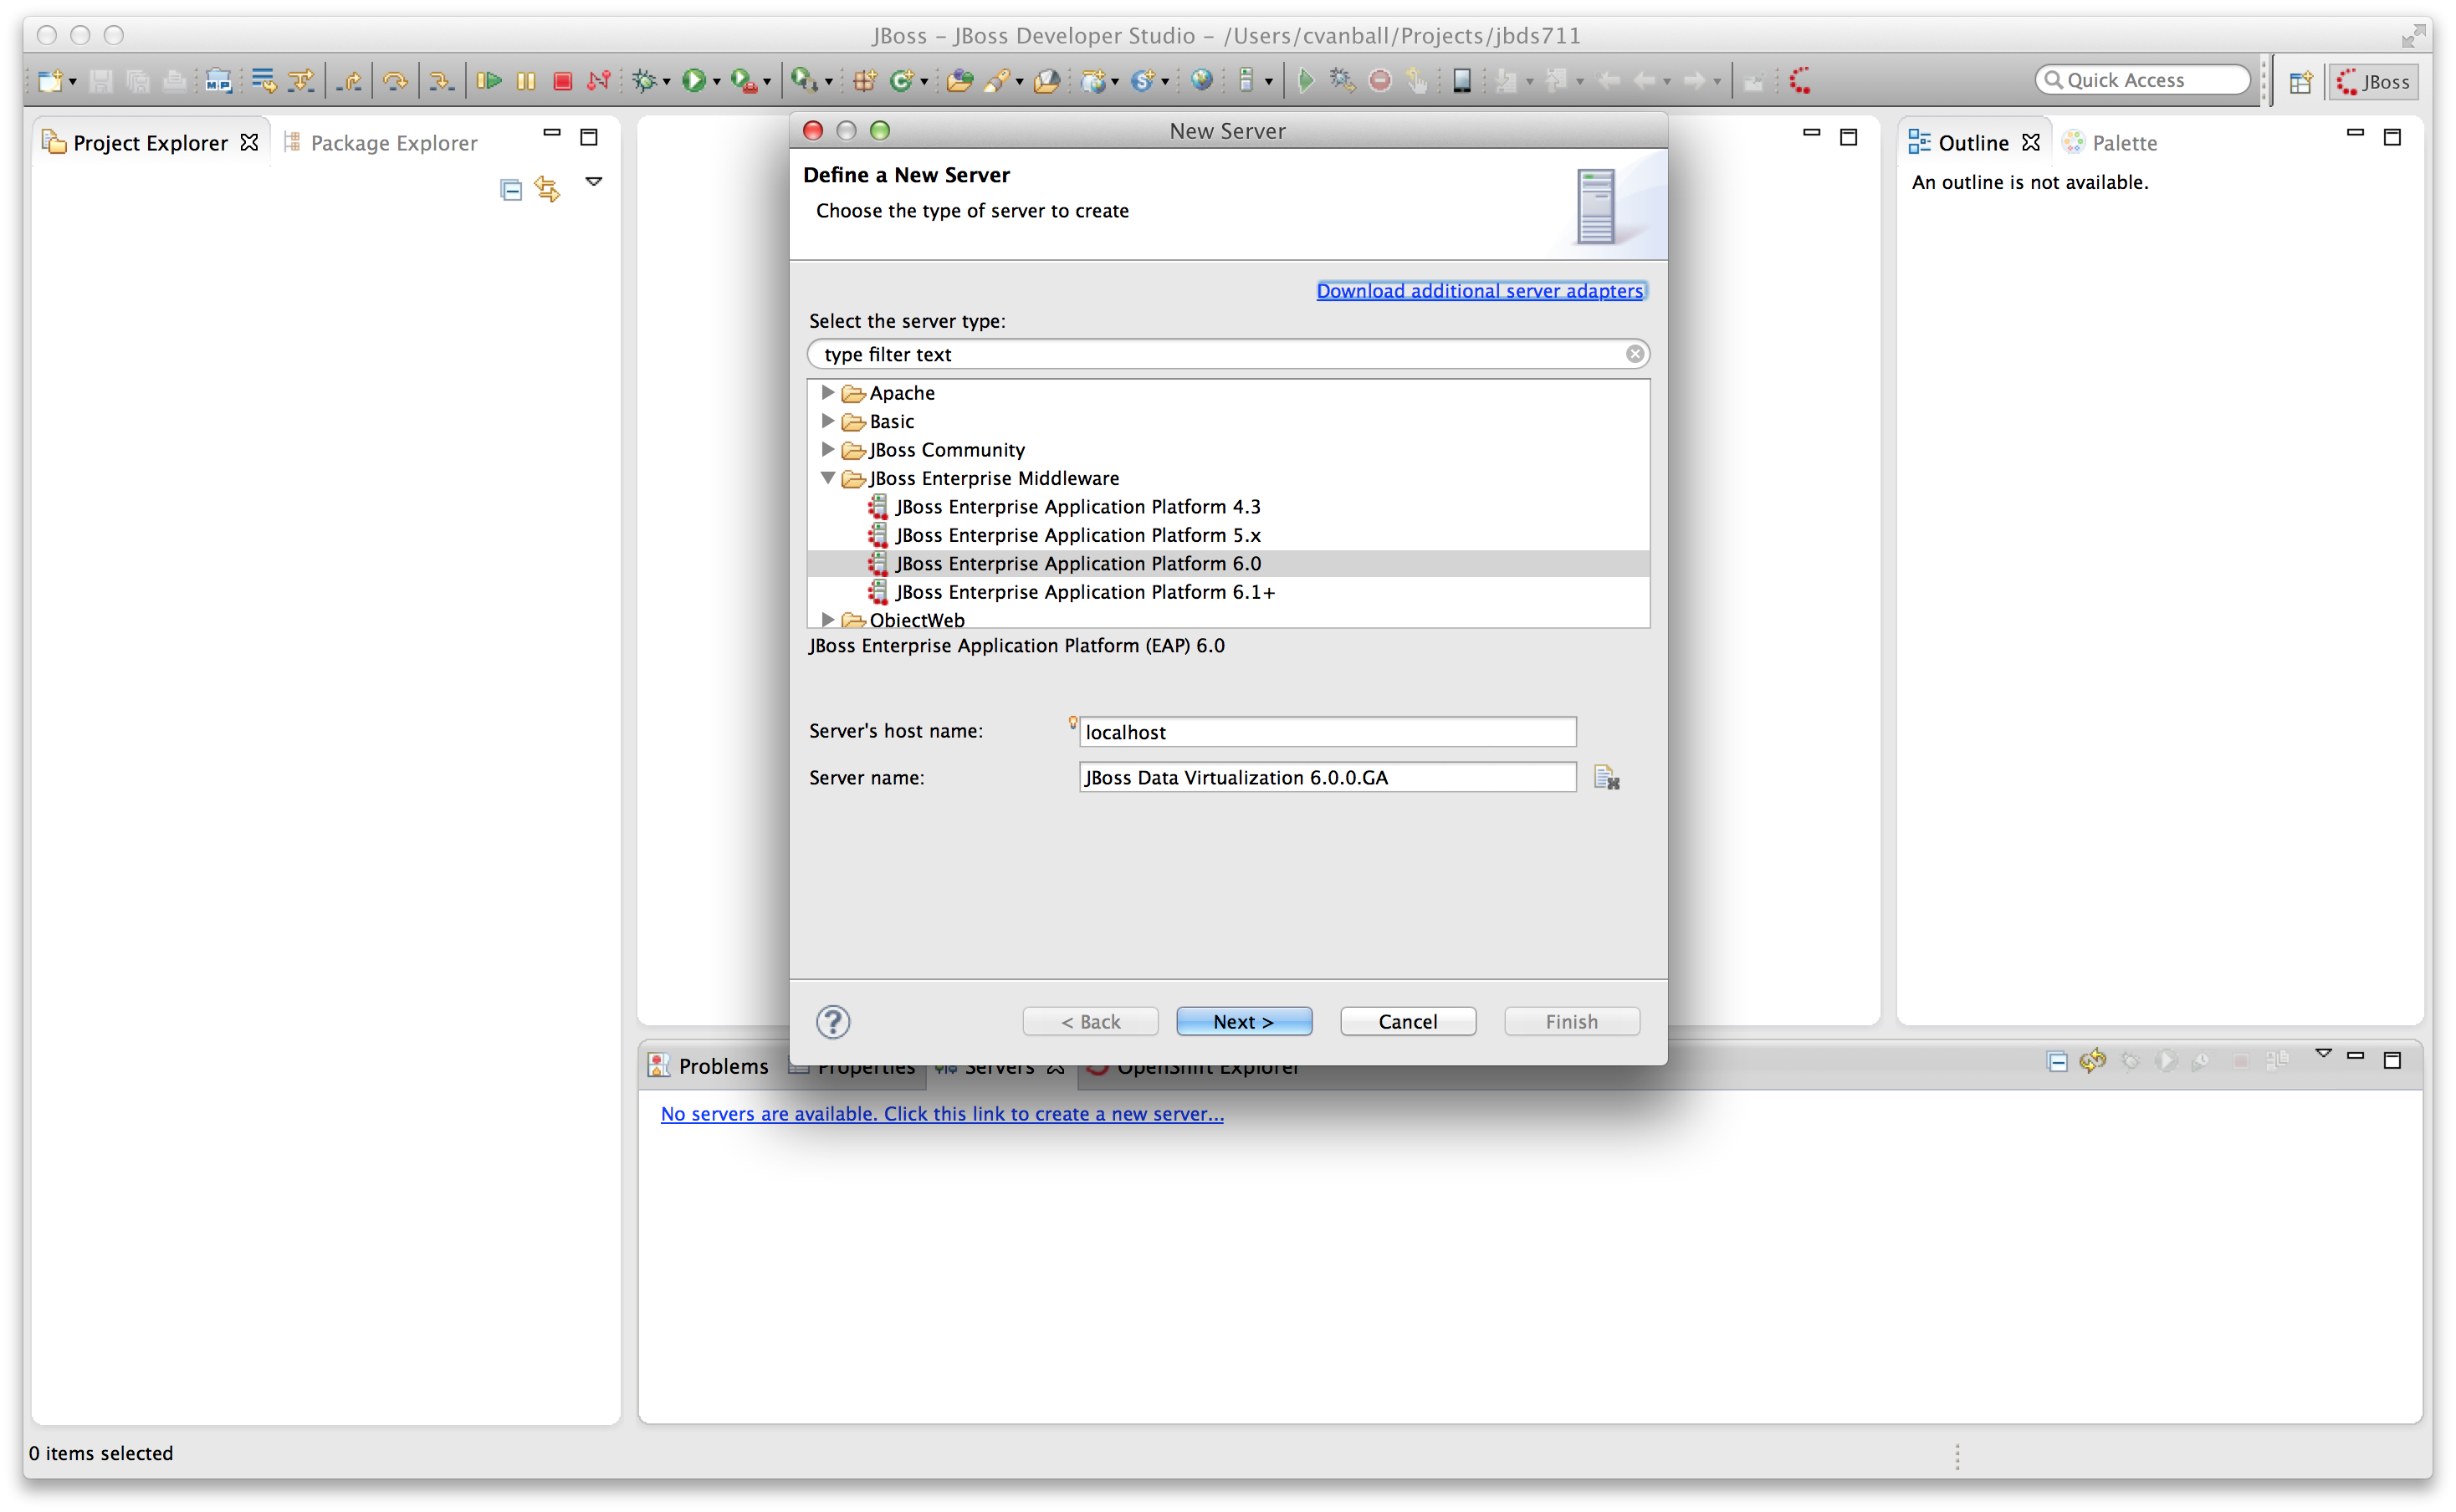 JBoss – JBoss Developer Studio – /Users/cvanball/Projects/jbds711
Quick Access
JBoss
Project Explorer
Package Explorer
New Server
Define a New Server
Choose the type of server to create
Download additional server adapters
Select the server type:
type filter text
Apache
Basic
JBoss Community
JBoss Enterprise Middleware
JBoss Enterprise Application Platform 4.3
JBoss Enterprise Application Platform 5.x
JBoss Enterprise Application Platform 6.0
JBoss Enterprise Application Platform 6.1+
ObjectWeb
JBoss Enterprise Application Platform (EAP) 6.0
Server's host name:
localhost
Server name:
JBoss Data Virtualization 6.0.0.GA
< Back
Next >
Cancel
Finish
Outline
Palette
An outline is not available.
Problems
Properties
Servers
OpenShift Explorer
No servers are available. Click this link to create a new server...
0 items selected